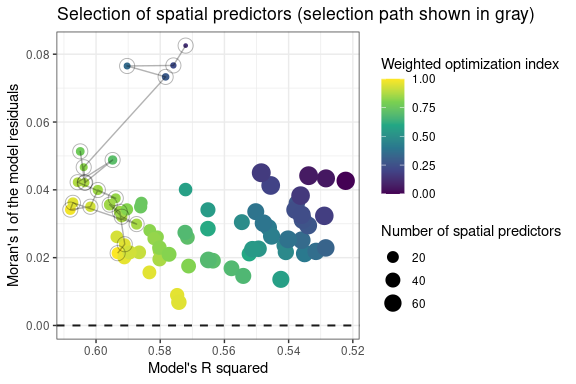 Selection of spatial predictors (selection path shown in gray)
Moran's I of the model residuals
0.08
0.06
0.04
0.02
0.00
0.60 0.58 0.56 0.54 0.52
Model's R squared
Weighted optimization index
1.00
0.75
0.50
0.25
0.00
Number of spatial predictors
20
40
60